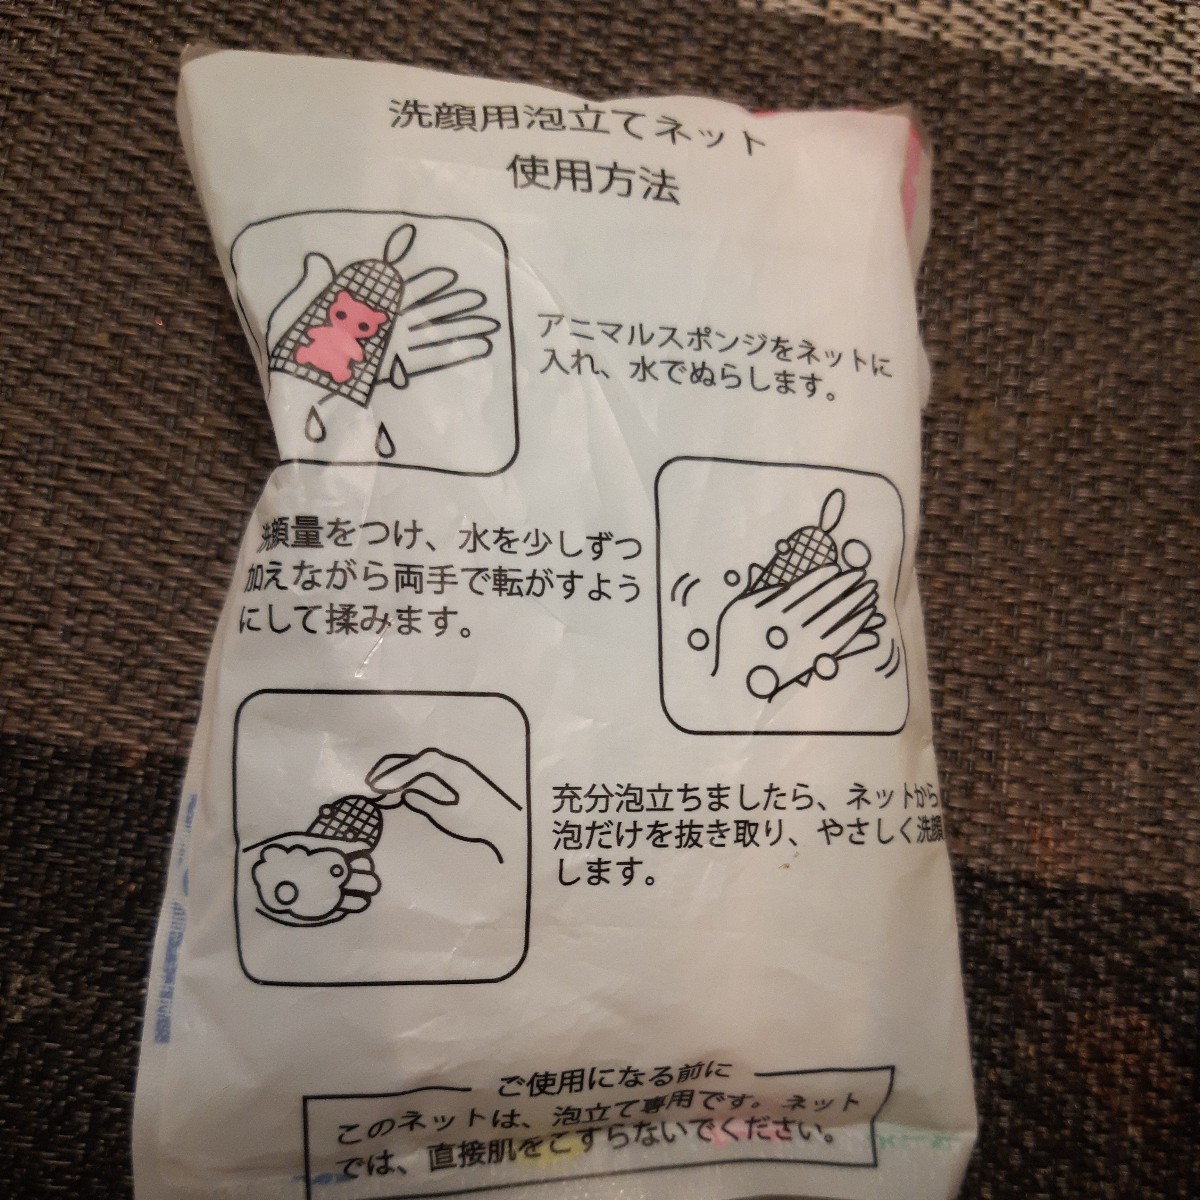 洗顔用泡立てネット
使用方法
アニマルスポンジをネットに
入れ、水でぬらします。
洗顔量をつけ、水を少しずつ
加えながら両手で転がすよう
にして揉みます。
充分泡立ちましたら、ネットから
泡だけを抜き取り、やさしく洗顔
します。
ご使用になる前に
このネットは、泡立て専用です。ネット
では、直接肌をこすらないでください。